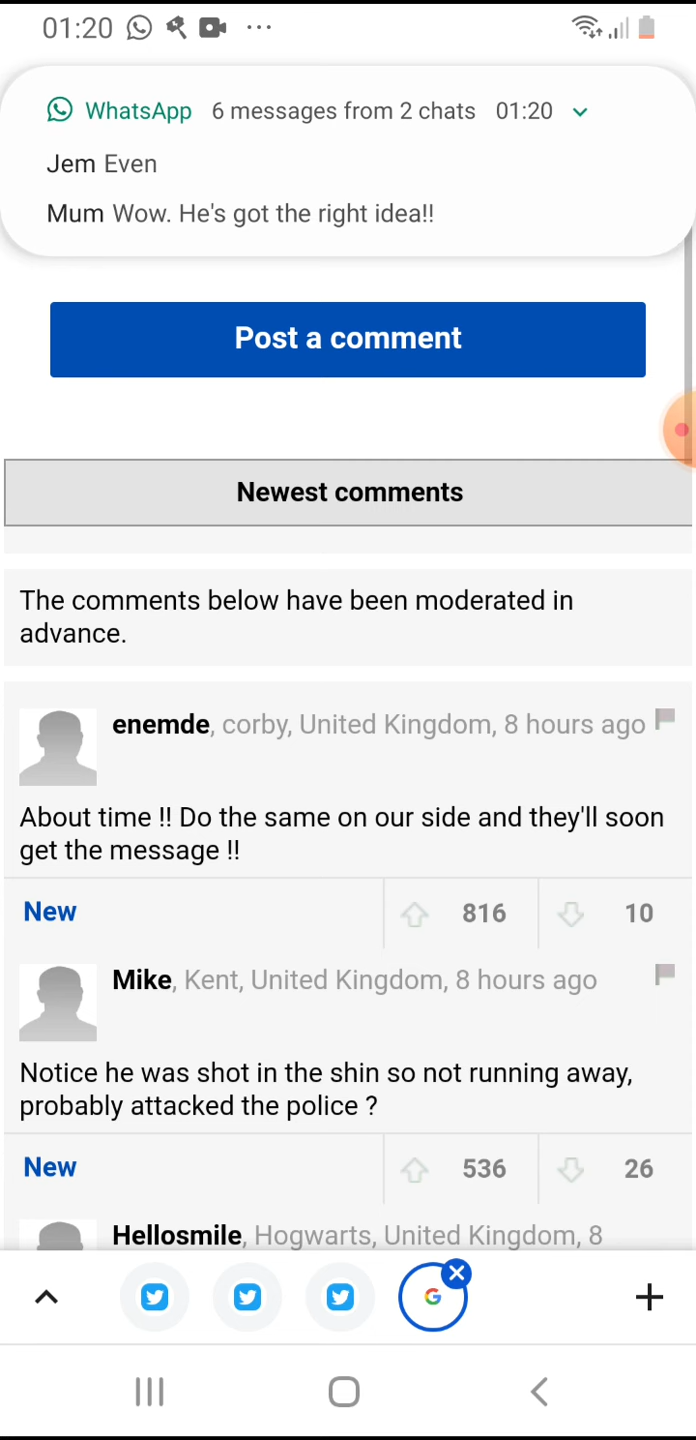 01:20
WhatsApp 6 messages from 2 chats 01:20
Jem Even
Mum Wow. He's got the right idea!!
Post a comment
Newest comments
The comments below have been moderated in
advance.
enemde, corby, United Kingdom, 8 hours ago
About time !! Do the same on our side and they'll soon
get the message !!
New 816 10
Mike, Kent, United Kingdom, 8 hours ago
Notice he was shot in the shin so not running away,
probably attacked the police ?
New 536 26
Hellosmile, Hogwarts, United Kingdom, 8